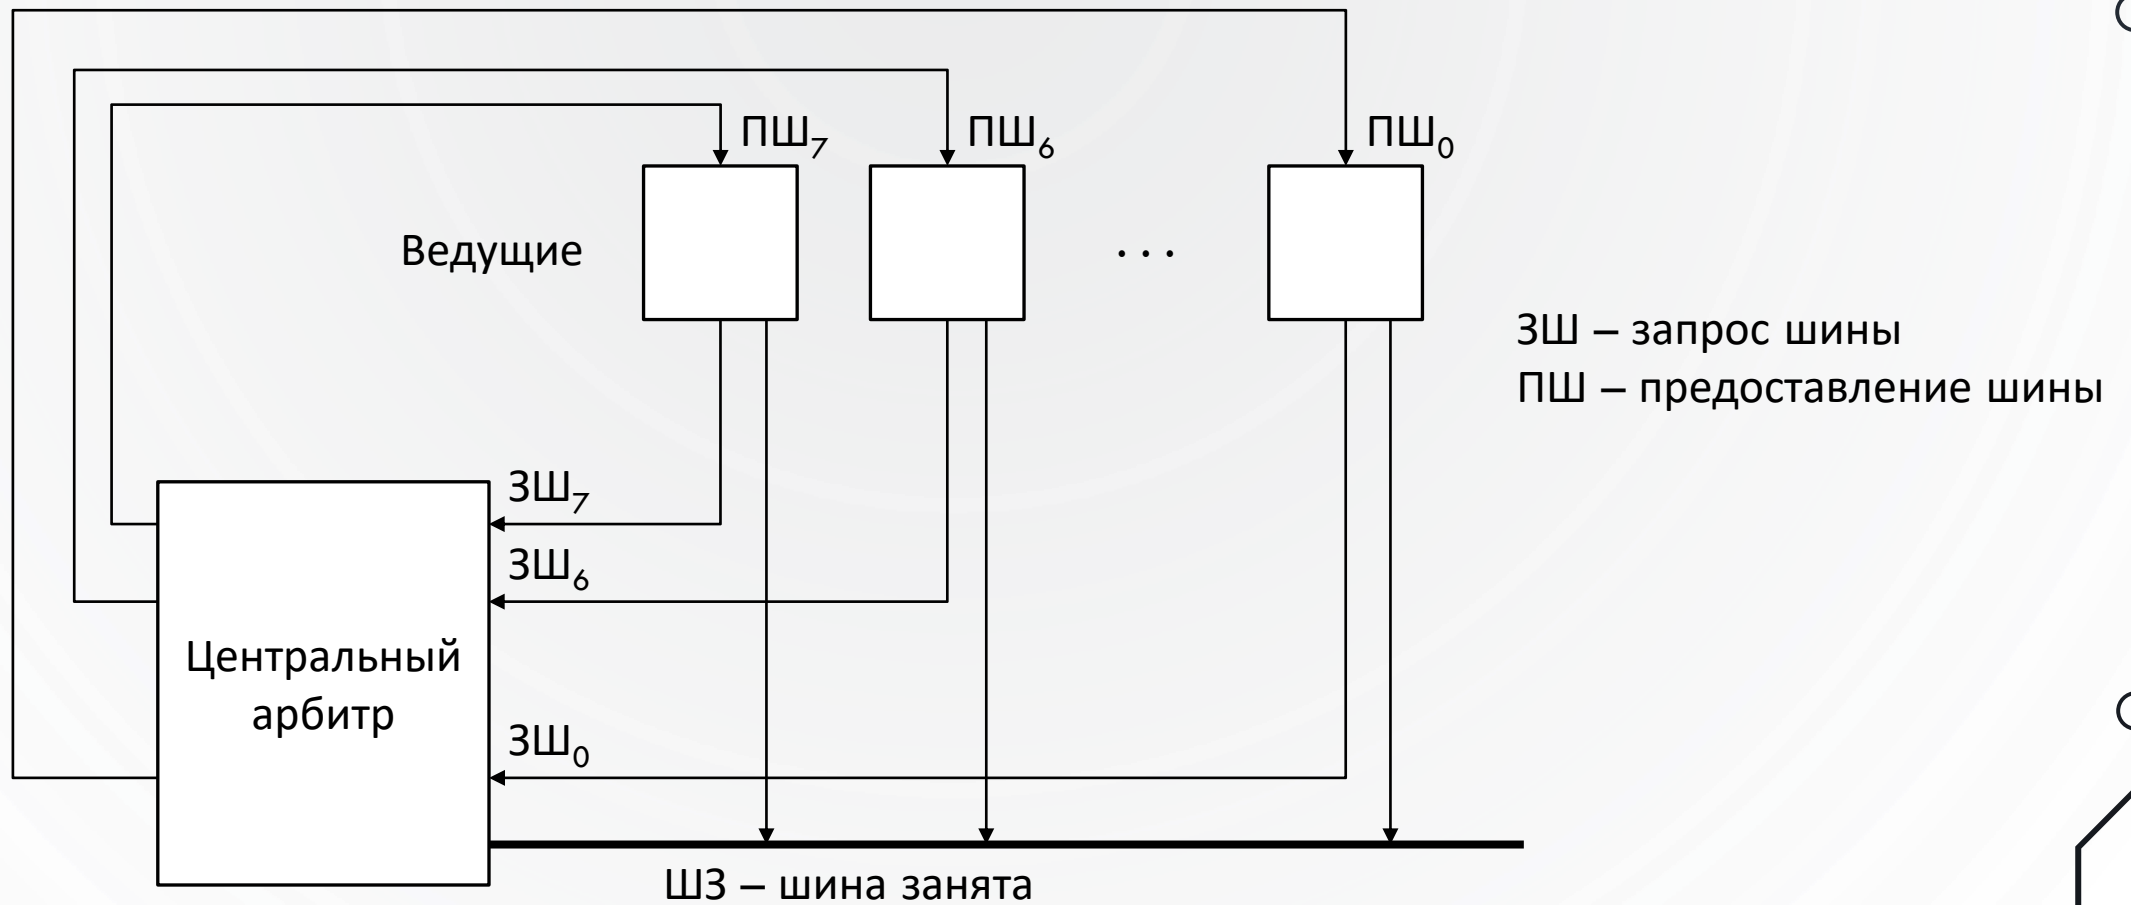 ПШ₇
ПШ₆
ПШ₀
Ведущие
. . .
ЗШ – запрос шины
ПШ – предоставление шины
ЗШ₇
ЗШ₆
Центральный
арбитр
ЗШ₀
ШЗ – шина занята